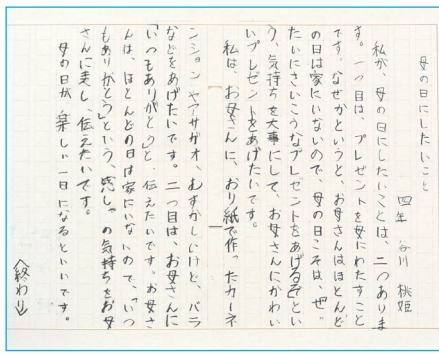 母の日にしたいこと
四年 谷川 桃姫
私が、母の日にしたいことは、二つありま
す。一つ目は、プレゼントを母にわたすこと
です。なぜかというと、お母さんはほとんど
の日は家にいないので、母の日こそは、ぜっ
たいにさいこうなプレゼントをあげるぞとい
う、気持ちを大事にして、お母さんにかわい
いプレゼントをあげたいです。
私は、お母さんに、おり紙で作ったカーネ
ーションやアサガオ、むずかしいけど、バラ
などをあげたいです。二つ目は、お母さんに
「いつもありがとう」と、伝えたいです。お母さ
んは、ほとんどの日は家にいないので、「いつ
もありがとう」という、感しゃの気持ちをお母
さんに美し、伝えたいです。
母の日が、楽しい一日になるといいです。
〈終わり〉